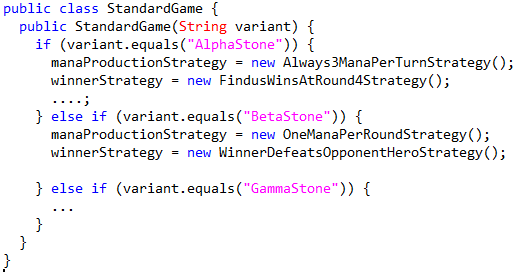 public class StandardGame {
  public StandardGame(String variant) {
    if (variant.equals("AlphaStone")) {
      manaProductionStrategy = new Always3ManaPerTurnStrategy();
      winnerStrategy = new FindusWinsAtRound4Strategy();
      ....;
    } else if (variant.equals("BetaStone")) {
      manaProductionStrategy = new OneManaPerRoundStrategy();
      winnerStrategy = new WinnerDefeatsOpponentHeroStrategy();

    } else if (variant.equals("GammaStone")) {
      ...
    }
  }
}